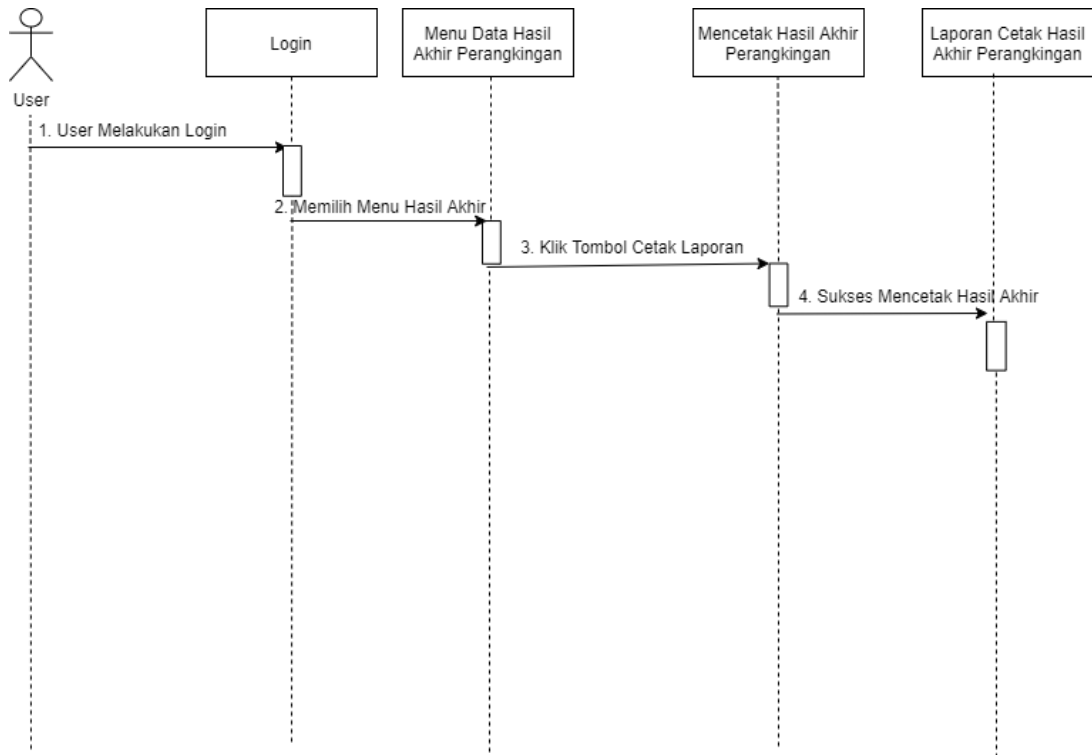 User
Login
Menu Data Hasil
Akhir Perangkingan
Mencetak Hasil Akhir
Perangkingan
Laporan Cetak Hasil
Akhir Perangkingan
1. User Melakukan Login
2. Memilih Menu Hasil Akhir
3. Klik Tombol Cetak Laporan
4. Sukses Mencetak Hasil Akhir